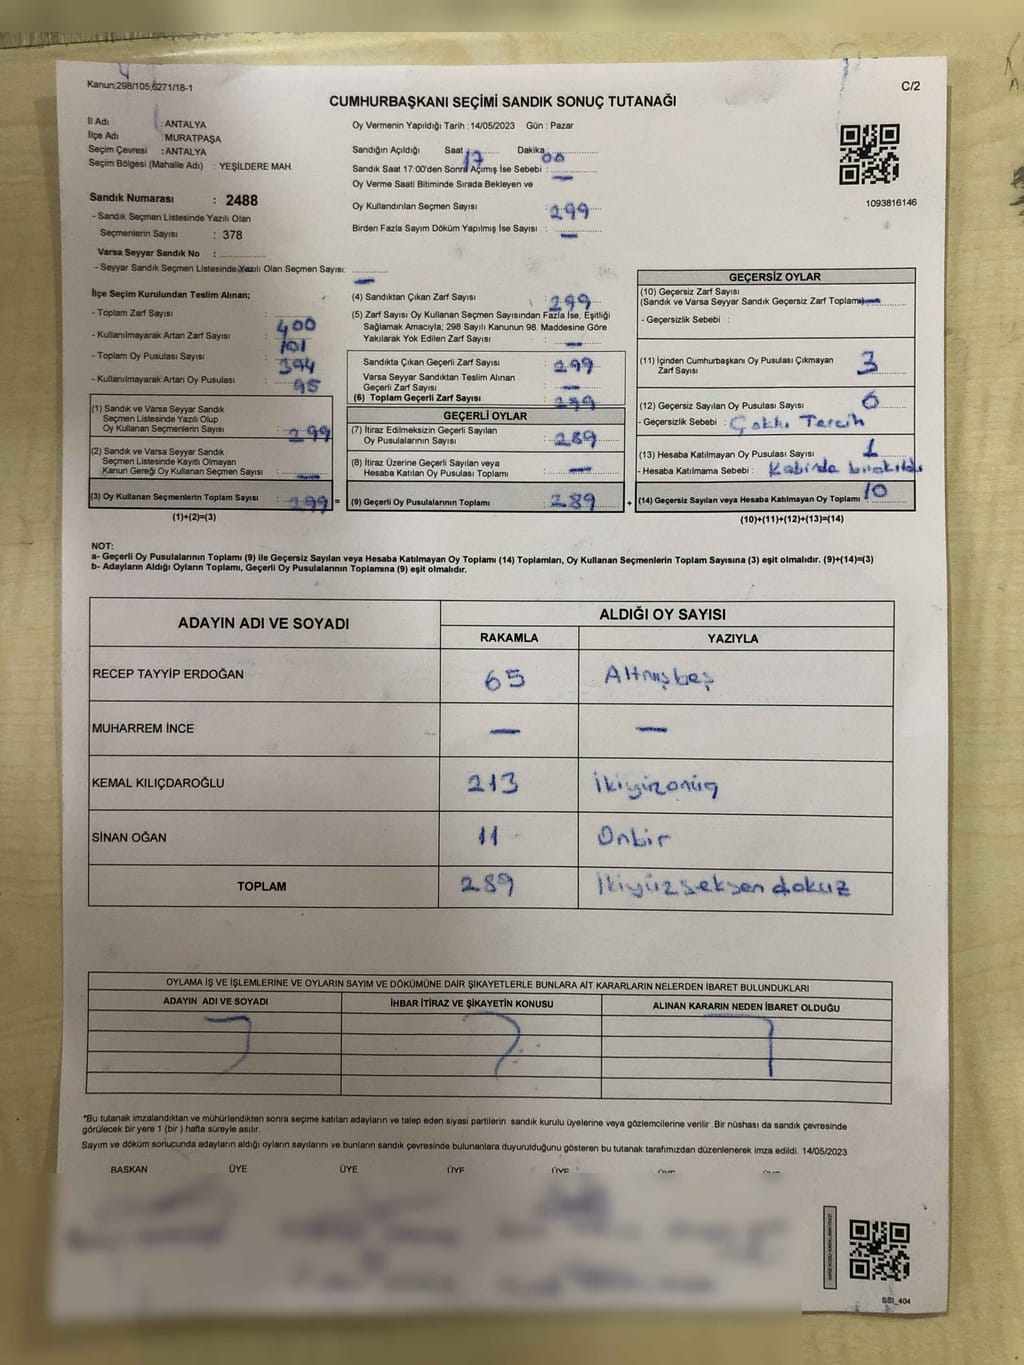 Kanun;298/105,6271/18-1
C/2
CUMHURBAŞKANI SEÇİMİ SANDIK SONUÇ TUTANAĞI
İl Adı : ANTALYA
İlçe Adı : MURATPAŞA
Seçim Çevresi : ANTALYA
Seçim Bölgesi (Mahalle Adı) : YEŞİLDERE MAH.
Sandık Numarası : 2488
- Sandık Seçmen Listesinde Yazılı Olan
Seçmenlerin Sayısı : 378
Varsa Seyyar Sandık No :
- Seyyar Sandık Seçmen Listesinde Yazılı Olan Seçmen Sayısı: —
Oy Vermenin Yapıldığı Tarih : 14/05/2023 Gün : Pazar
Sandığın Açıldığı Saat : 17 Dakika : 00
Sandık Saat 17:00'den Sonra Açımış İse Sebebi : —
Oy Verme Saati Bitiminde Sırada Bekleyen ve
Oy Kullandırılan Seçmen Sayısı : 299
Birden Fazla Sayım Döküm Yapılmış İse Sayısı : —
1093816146
İlçe Seçim Kurulundan Teslim Alınan;
- Toplam Zarf Sayısı : 400
- Kullanılmayarak Artan Zarf Sayısı : 101
- Toplam Oy Pusulası Sayısı : 394
- Kullanılmayarak Artan Oy Pusulası : 95
(1) Sandık ve Varsa Seyyar Sandık
Seçmen Listesinde Yazılı Olup
Oy Kullanan Seçmenlerin Sayısı : 299
(2) Sandık ve Varsa Seyyar Sandık
Seçmen Listesinde Kayıtlı Olmayan
Kanun Gereği Oy Kullanan Seçmen Sayısı : —
(3) Oy Kullanan Seçmenlerin Toplam Sayısı : 299 =
(1)+(2)=(3)
(4) Sandıktan Çıkan Zarf Sayısı : 299
(5) Zarf Sayısı Oy Kullanan Seçmen Sayısından Fazla İse, Eşitliği
Sağlamak Amacıyla; 298 Sayılı Kanunun 98. Maddesine Göre
Yakılarak Yok Edilen Zarf Sayısı : —
Sandıkta Çıkan Geçerli Zarf Sayısı : 299
Varsa Seyyar Sandıktan Teslim Alınan
Geçerli Zarf Sayısı : —
(6) Toplam Geçerli Zarf Sayısı : 299
GEÇERLİ OYLAR
(7) İtiraz Edilmeksizin Geçerli Sayılan
Oy Pusulalarının Sayısı : 289
(8) İtiraz Üzerine Geçerli Sayılan veya
Hesaba Katılan Oy Pusulası Toplamı : —
(9) Geçerli Oy Pusulalarının Toplamı : 289 +
GEÇERSİZ OYLAR
(10) Geçersiz Zarf Sayısı
(Sandık ve Varsa Seyyar Sandık Geçersiz Zarf Toplamı) —
- Geçersizlik Sebebi :
(11) İçinden Cumhurbaşkanı Oy Pusulası Çıkmayan
Zarf Sayısı : 3
(12) Geçersiz Sayılan Oy Pusulası Sayısı : 6
- Geçersizlik Sebebi : Çoklu Tercih
(13) Hesaba Katılmayan Oy Pusulası Sayısı : 1
- Hesaba Katılmama Sebebi : Kabinde bırakıldı
(14) Geçersiz Sayılan veya Hesaba Katılmayan Oy Toplamı : 10
(10)+(11)+(12)+(13)=(14)
NOT:
a- Geçerli Oy Pusulalarının Toplamı (9) ile Geçersiz Sayılan veya Hesaba Katılmayan Oy Toplamı (14) Toplamları, Oy Kullanan Seçmenlerin Toplam Sayısına (3) eşit olmalıdır. (9)+(14)=(3)
b- Adayların Aldığı Oyların Toplamı, Geçerli Oy Pusulalarının Toplamına (9) eşit olmalıdır.
ADAYIN ADI VE SOYADI
ALDIĞI OY SAYISI
RAKAMLA YAZIYLA
RECEP TAYYİP ERDOĞAN 65 Altmışbeş
MUHARREM İNCE — —
KEMAL KILIÇDAROĞLU 213 İkiyüzonüç
SİNAN OĞAN 11 Onbir
TOPLAM 289 İkiyüzseksendokuz
OYLAMA İŞ VE İŞLEMLERİNE VE OYLARIN SAYIM VE DÖKÜMÜNE DAİR ŞİKAYETLERLE BUNLARA AİT KARARLARIN NELERDEN İBARET BULUNDUKLARI
ADAYIN ADI VE SOYADI İHBAR İTİRAZ VE ŞİKAYETİN KONUSU ALINAN KARARIN NEDEN İBARET OLDUĞU
*Bu tutanak imzalandıktan ve mühürlendikten sonra seçime katılan adayların ve talep eden siyasi partilerin sandık kurulu üyelerine veya gözlemcilerine verilir .Bir nüshası da sandık çevresinde
görülecek bir yere 1 (bir ) hafta süreyle asılır.
Sayım ve döküm sonucunda adayların aldığı oyların sayılarını ve bunların sandık çevresinde bulunanlara duyurulduğunu gösteren bu tutanak tarafımızdan düzenlenerek imza edildi. 14/05/2023
BAŞKAN ÜYE ÜYE ÜYE ÜYE
SS1_404